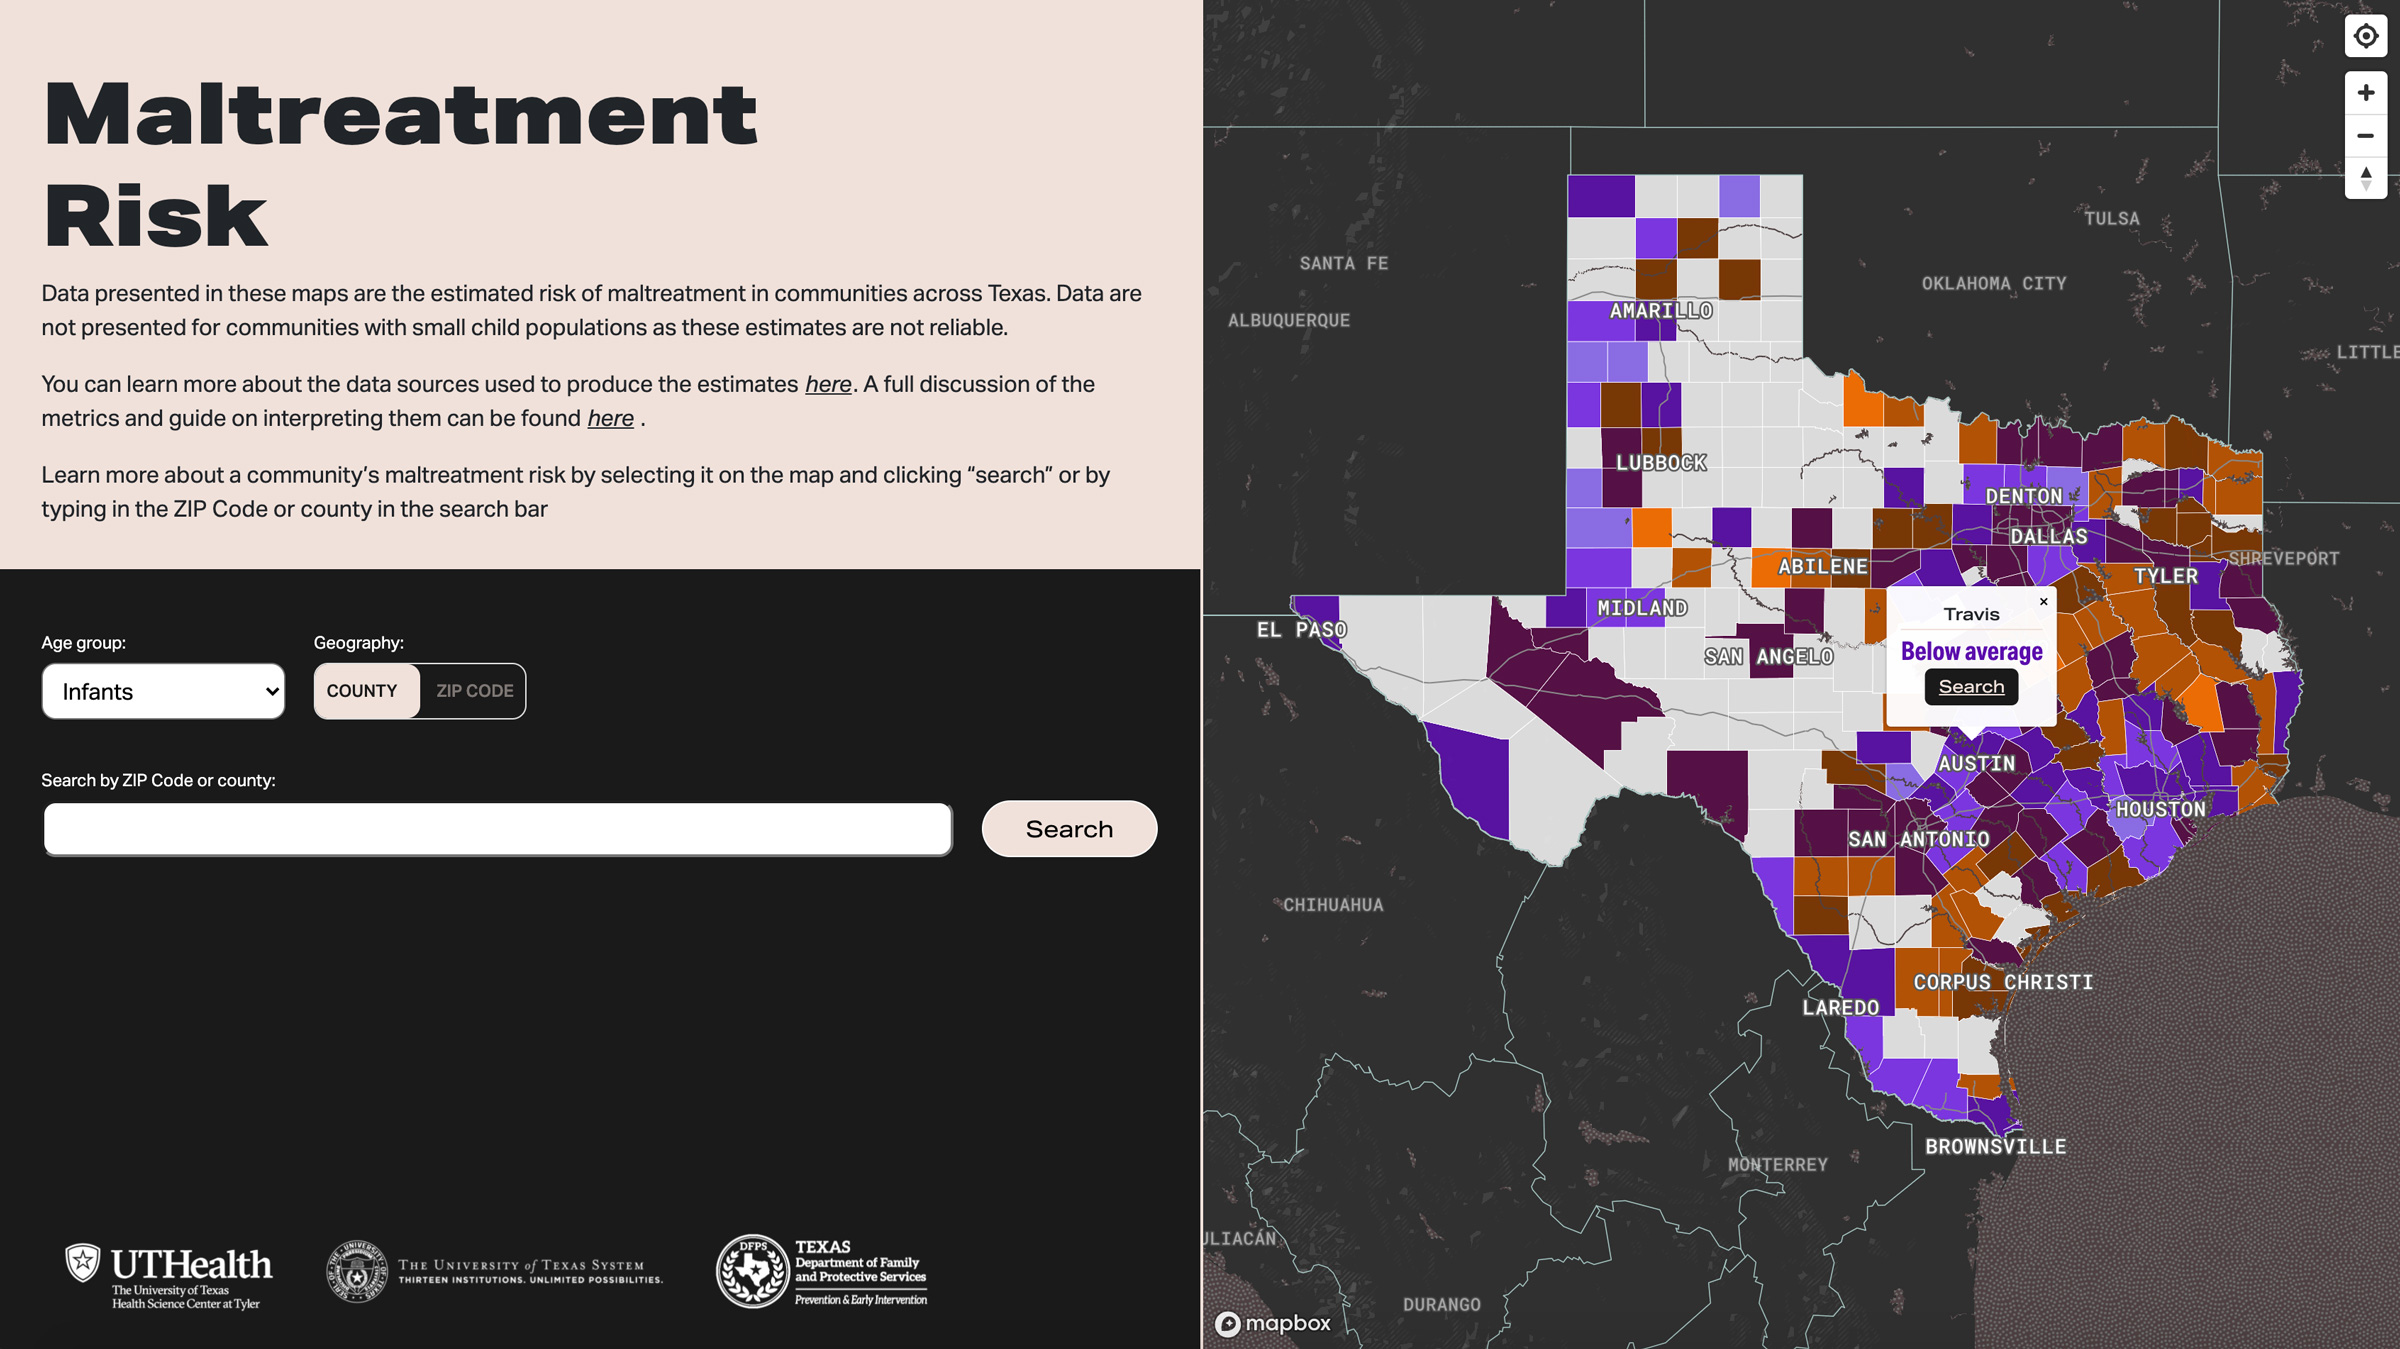 Maltreatment
Risk
Data presented in these maps are the estimated risk of maltreatment in communities across Texas. Data are
not presented for communities with small child populations as these estimates are not reliable.
You can learn more about the data sources used to produce the estimates here. A full discussion of the
metrics and guide on interpreting them can be found here .
Learn more about a community’s maltreatment risk by selecting it on the map and clicking “search” or by
typing in the ZIP Code or county in the search bar
Age group:
Geography:
Infants
COUNTY
ZIP CODE
Search by ZIP Code or county:
Search
UTHealth
The University of Texas
Health Science Center at Tyler
THE UNIVERSITY of TEXAS SYSTEM
THIRTEEN INSTITUTIONS. UNLIMITED POSSIBILITIES.
DFPS
TEXAS
Department of Family
and Protective Services
Prevention & Early Intervention
TULSA
SANTA FE
OKLAHOMA CITY
AMARILLO
ALBUQUERQUE
LITTLE
LUBBOCK
DENTON
DALLAS
SHREVEPORT
ABILENE
TYLER
MIDLAND
EL PASO
SAN ANGELO
Travis
×
Below average
Search
AUSTIN
HOUSTON
SAN ANTONIO
CHIHUAHUA
CORPUS CHRISTI
LAREDO
BROWNSVILLE
MONTERREY
ULIACÁN
DURANGO
mapbox